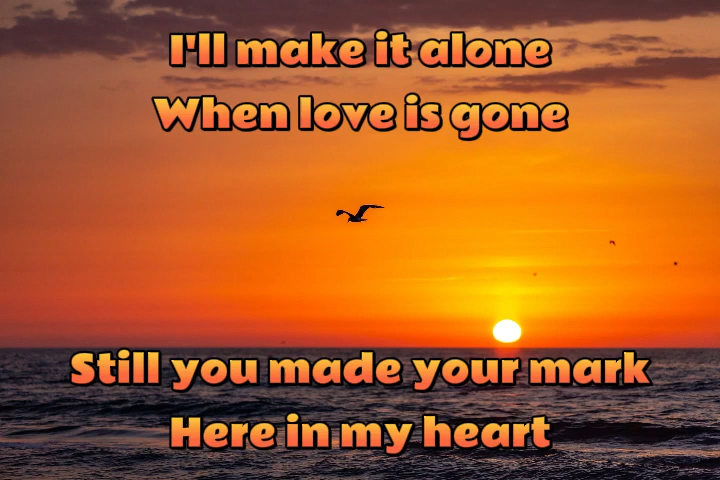 I'll make it alone
When love is gone
Still you made your mark
Here in my heart